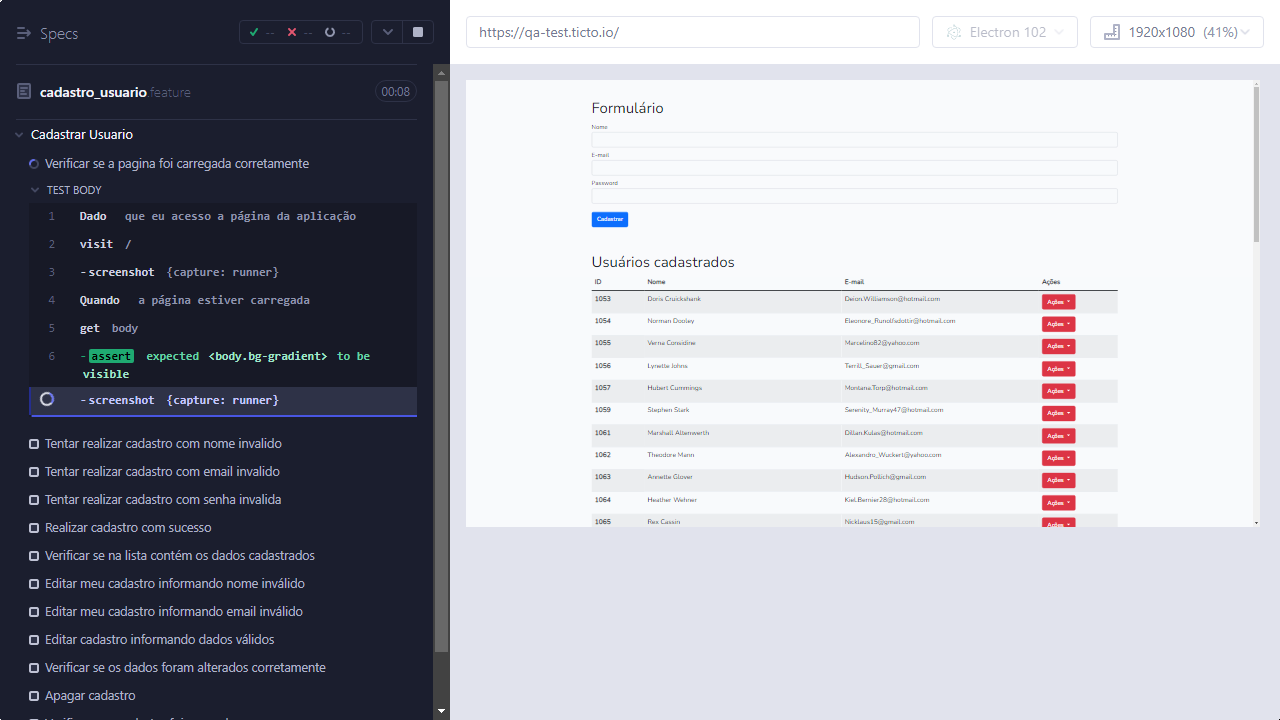 Specs
-- -- --
cadastro_usuario.feature 00:08
Cadastrar Usuario
Verificar se a pagina foi carregada corretamente
TEST BODY
1 Dado que eu acesso a página da aplicação
2 visit /
3 -screenshot {capture: runner}
4 Quando a página estiver carregada
5 get body
6 -assert expected <body.bg-gradient> to be
visible
-screenshot {capture: runner}
Tentar realizar cadastro com nome invalido
Tentar realizar cadastro com email invalido
Tentar realizar cadastro com senha invalida
Realizar cadastro com sucesso
Verificar se na lista contém os dados cadastrados
Editar meu cadastro informando nome inválido
Editar meu cadastro informando email inválido
Editar cadastro informando dados válidos
Verificar se os dados foram alterados corretamente
Apagar cadastro
https://qa-test.ticto.io/
Electron 102
1920x1080 (41%)
Formulário
Nome
E-mail
Password
Cadastrar
Usuários cadastrados
ID Nome E-mail Ações
1053 Doris Cruickshank Deion.Williamson@hotmail.com Ações
1054 Norman Dooley Eleonore_Runolfsdottir@hotmail.com Ações
1055 Verna Considine Marcelino82@yahoo.com Ações
1056 Lynette Johns Terrill_Sauer@gmail.com Ações
1057 Hubert Cummings Montana.Torp@hotmail.com Ações
1059 Stephen Stark Serenity_Murray47@hotmail.com Ações
1061 Marshall Altenwerth Dillan.Kulas@hotmail.com Ações
1062 Theodore Mann Alexandro_Wuckert@yahoo.com Ações
1063 Annette Glover Hudson.Pollich@gmail.com Ações
1064 Heather Wehner Kiel.Bernier28@hotmail.com Ações
1065 Rex Cassin Nicklaus15@gmail.com Ações